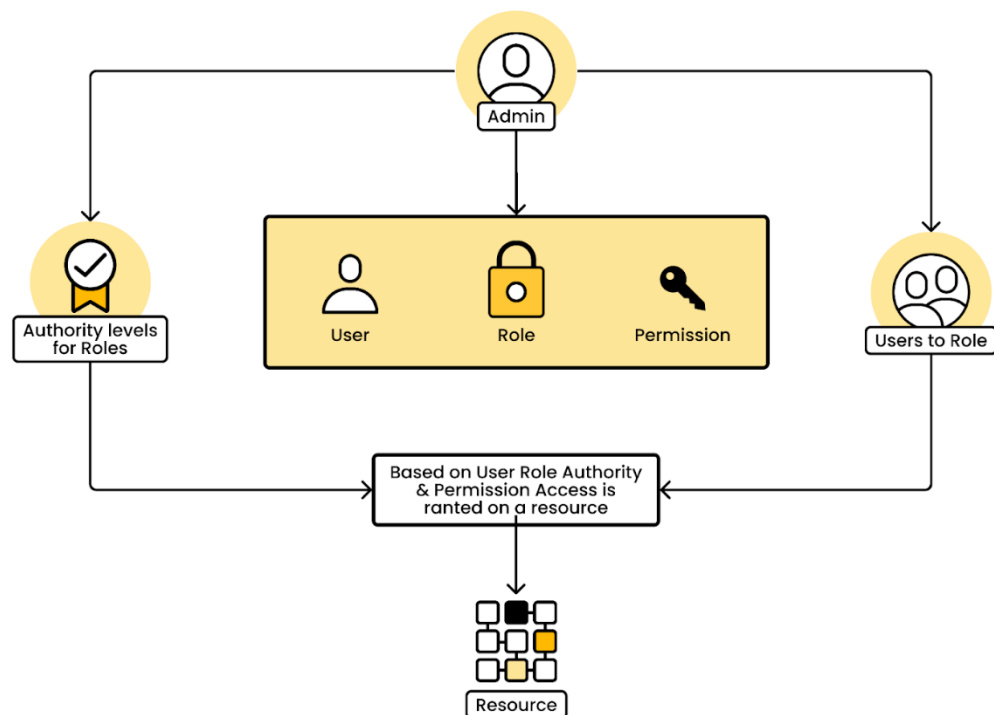 Admin
User
Role
Permission
Authority levels
for Roles
Users to Role
Based on User Role Authority
& Permission Access is
ranted on a resource
Resource